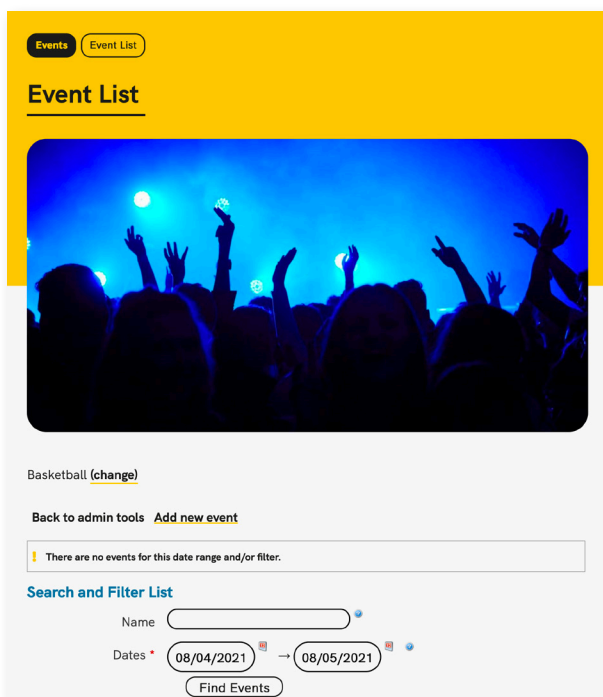 Events Event List
Event List
Basketball (change)
Back to admin tools Add new event
! There are no events for this date range and/or filter.
Search and Filter List
Name
Dates * 08/04/2021 → 08/05/2021
Find Events